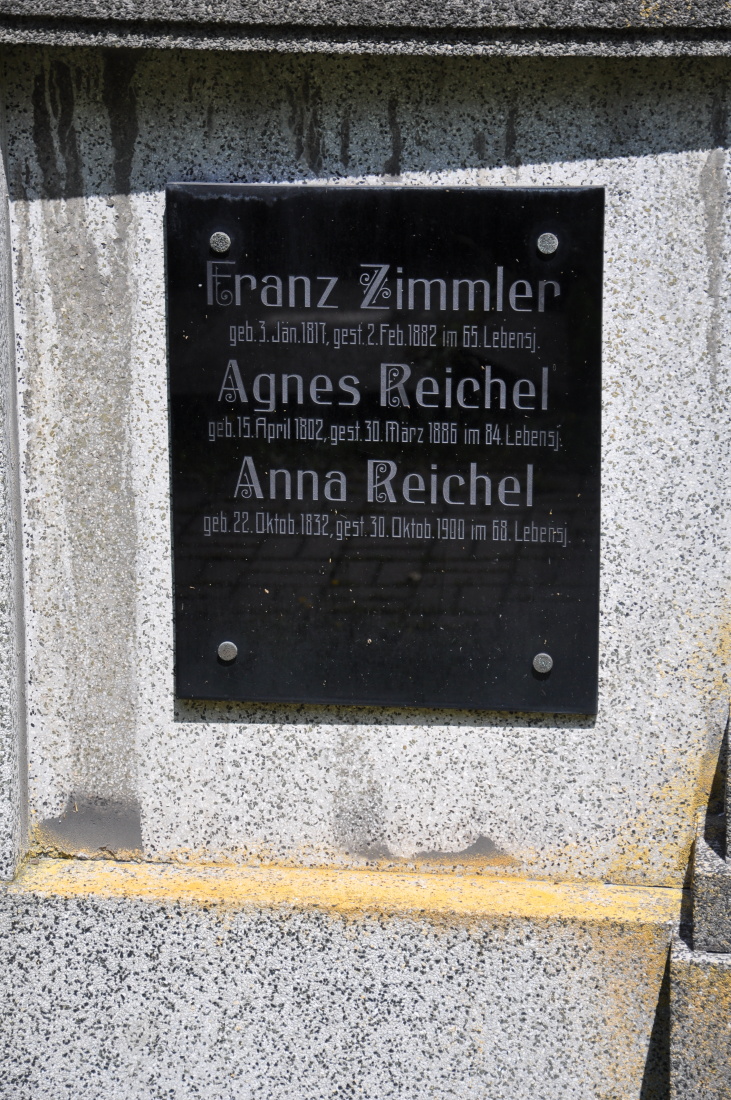 Franz Zimmler
geb. 3. Jän. 1817, gest. 2. Feb. 1882 im 65. Lebensj.
Agnes Reichel
geb. 15. April 1802, gest. 30. März 1886 im 84. Lebensj.
Anna Reichel
geb. 22. Oktob. 1832, gest. 30. Oktob. 1900 im 68. Lebensj.